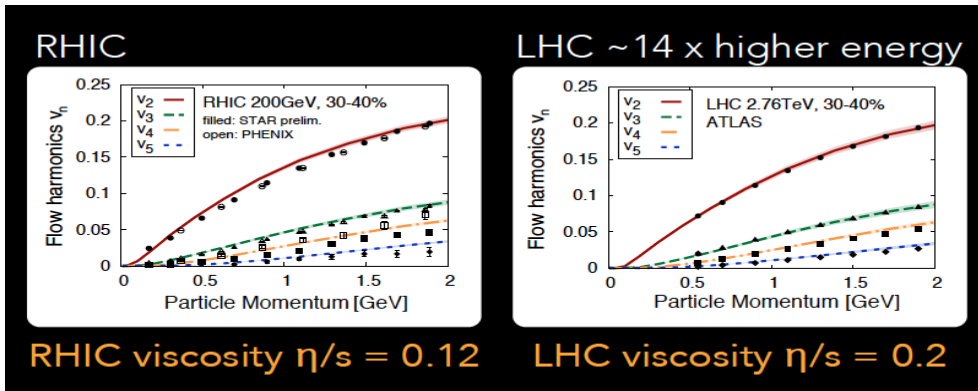 RHIC
LHC ~14 x higher energy
0.25
0.2
0.15
0.1
0.05
0
Flow harmonics vₙ
v₂
v₃
v₄
v₅
RHIC 200GeV, 30-40%
filled: STAR prelim.
open: PHENIX
0 0.5 1 1.5 2
Particle Momentum [GeV]
0.25
0.2
0.15
0.1
0.05
0
Flow harmonics vₙ
v₂
v₃
v₄
v₅
LHC 2.76TeV, 30-40%
ATLAS
0 0.5 1 1.5 2
Particle Momentum [GeV]
RHIC viscosity η/s = 0.12
LHC viscosity η/s = 0.2